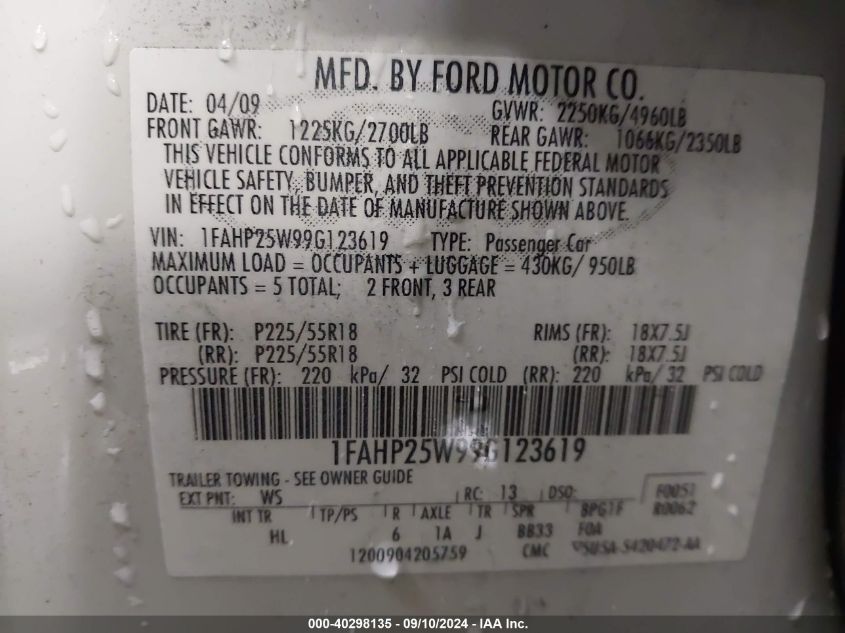 MFD. BY FORD MOTOR CO.
DATE: 04/09 GVWR: 2250KG/4960LB
FRONT GAWR: 1225KG/2700LB REAR GAWR: 1066KG/2350LB
THIS VEHICLE CONFORMS TO ALL APPLICABLE FEDERAL MOTOR
VEHICLE SAFETY, BUMPER, AND THEFT PREVENTION STANDARDS
IN EFFECT ON THE DATE OF MANUFACTURE SHOWN ABOVE.
VIN: 1FAHP25W99G123619 TYPE: Passenger Car
MAXIMUM LOAD = OCCUPANTS + LUGGAGE = 430KG/ 950LB
OCCUPANTS = 5 TOTAL; 2 FRONT, 3 REAR
TIRE (FR): P225/55R18 RIMS (FR): 18X7.5J
(RR): P225/55R18 (RR): 18X7.5J
PRESSURE (FR): 220 kPa/ 32 PSI COLD (RR): 220 kPa/ 32 PSI COLD
1FAHP25W99G123619
TRAILER TOWING - SEE OWNER GUIDE
EXT PNT: WS RC: 13 DSO: F0051
INT TR TP/PS R AXLE TR SPR BPG1F R0062
HL 6 1A J BB33 FOA
1200904205759 CMC
000-40298135 - 09/10/2024 - IAA Inc.